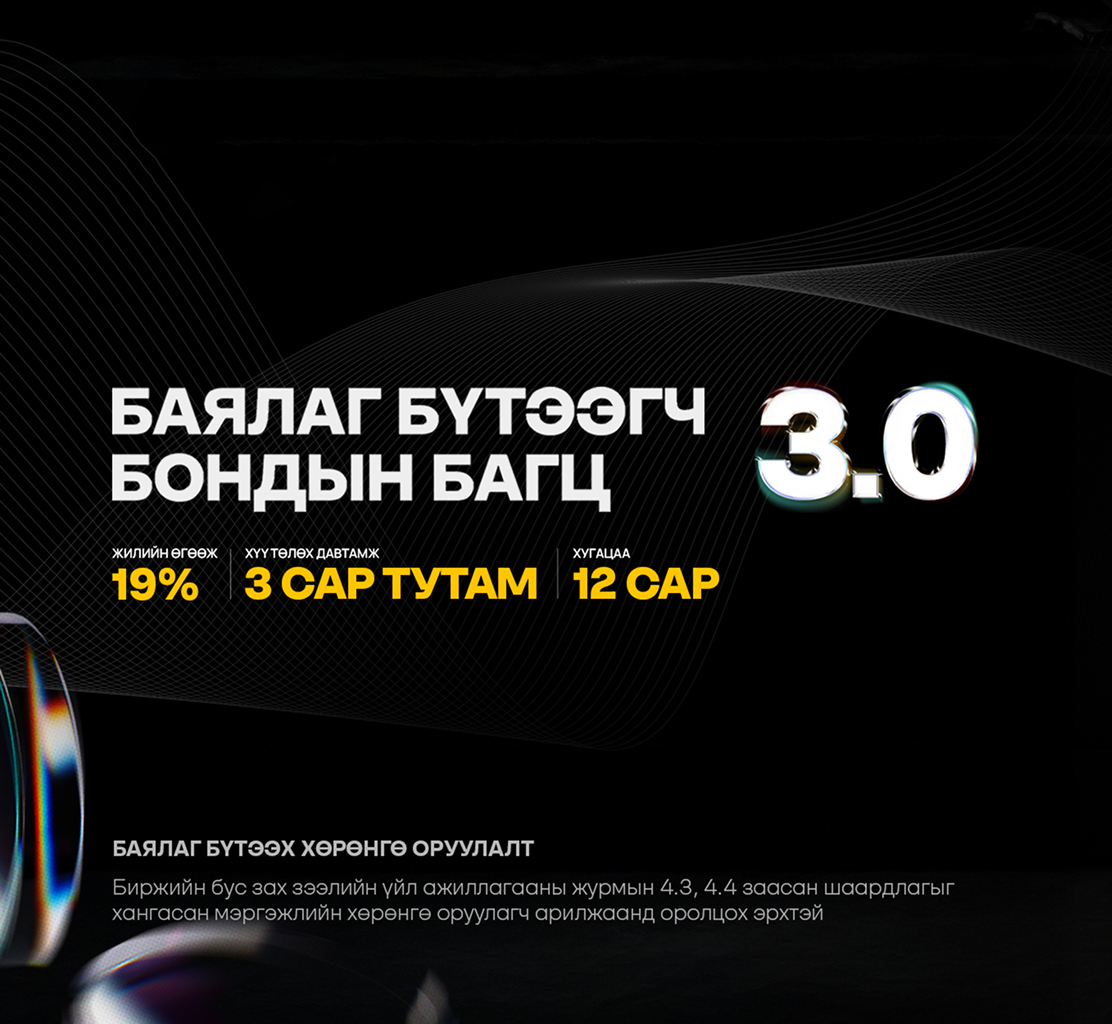 БАЯЛАГ БҮТЭЭГЧ
БОНДЫН БАГЦ
3.0
ЖИЛИЙН ӨГӨӨЖ
19%
ХҮҮ ТӨЛӨХ ДАВТАМЖ
3 САР ТУТАМ
ХУГАЦАА
12 САР
БАЯЛАГ БҮТЭЭХ ХӨРӨНГӨ ОРУУЛАЛТ
Биржийн бус зах зээлийн үйл ажиллагааны журмын 4.3, 4.4 заасан шаардлагыг
хангасан мэргэжлийн хөрөнгө оруулагч арилжаанд оролцох эрхтэй